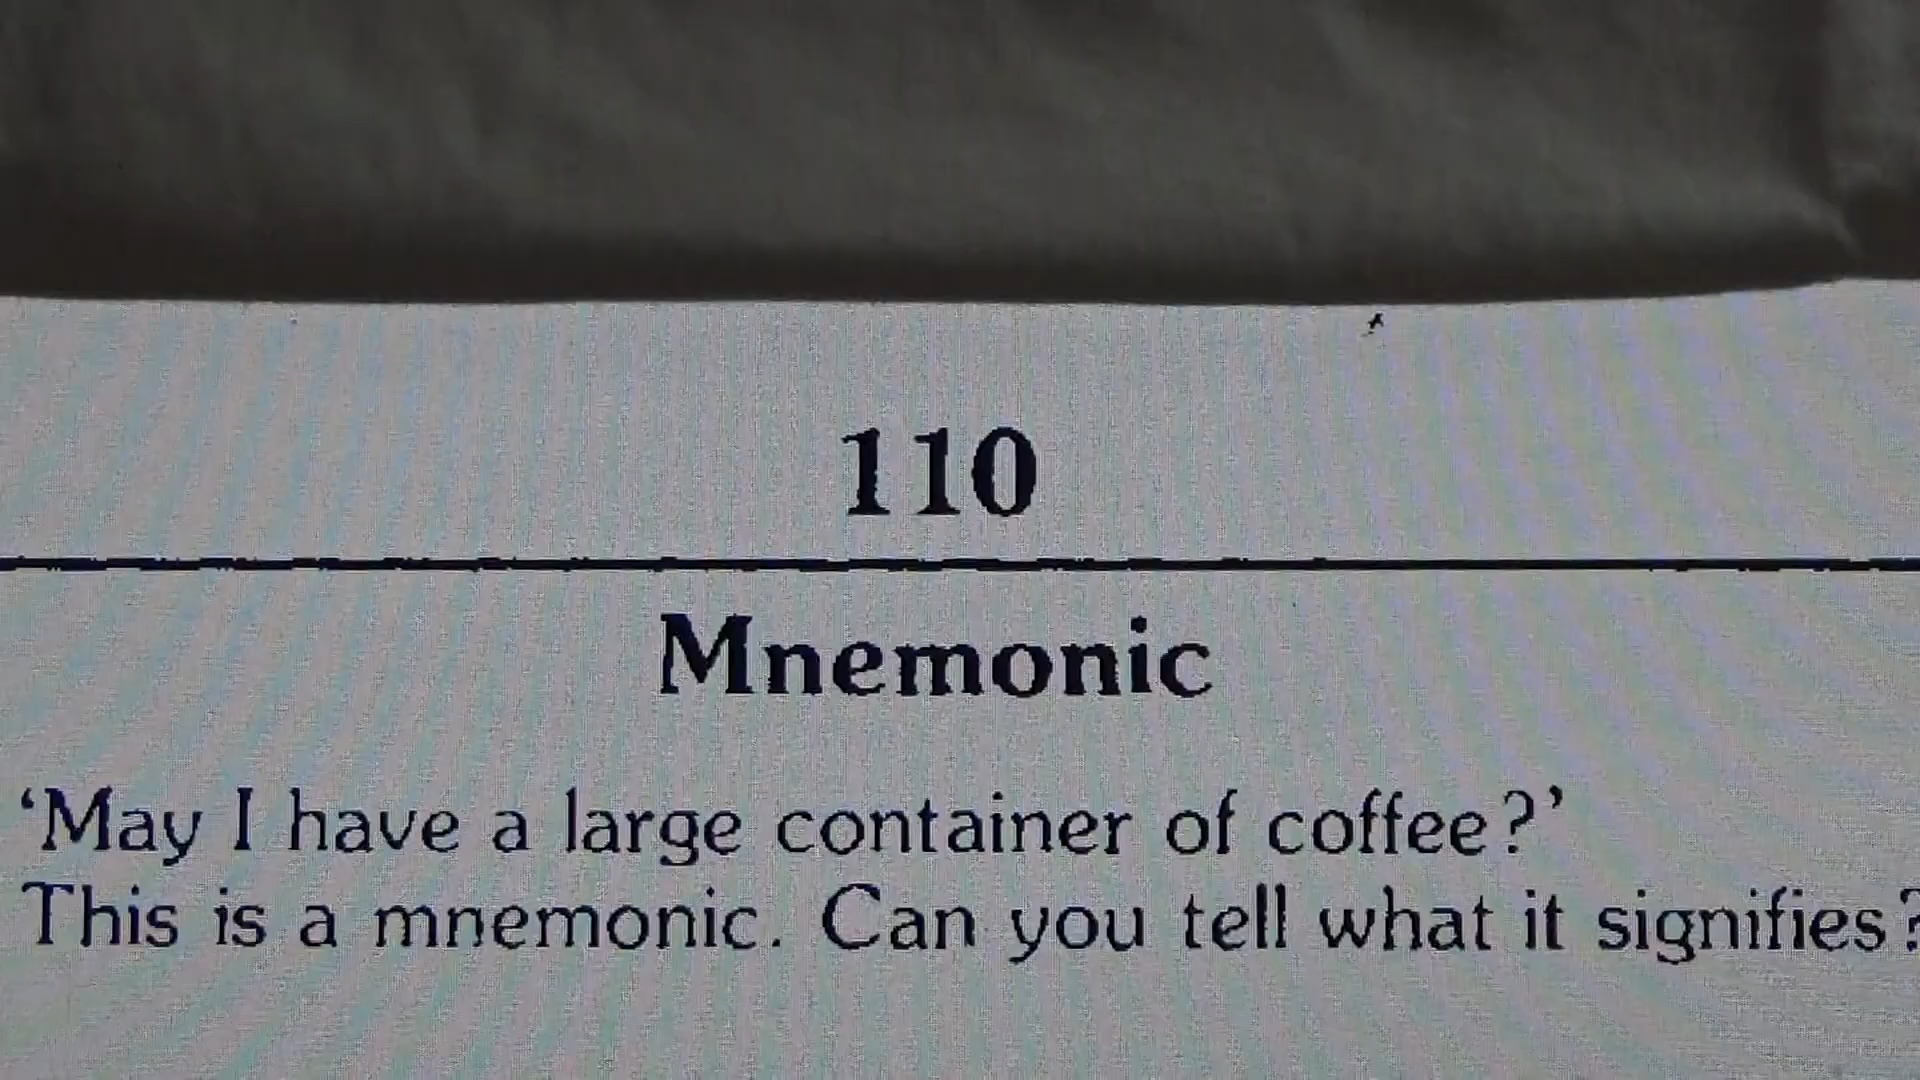 110
Mnemonic
‘May I have a large container of coffee?’
This is a mnemonic. Can you tell what it signifies?